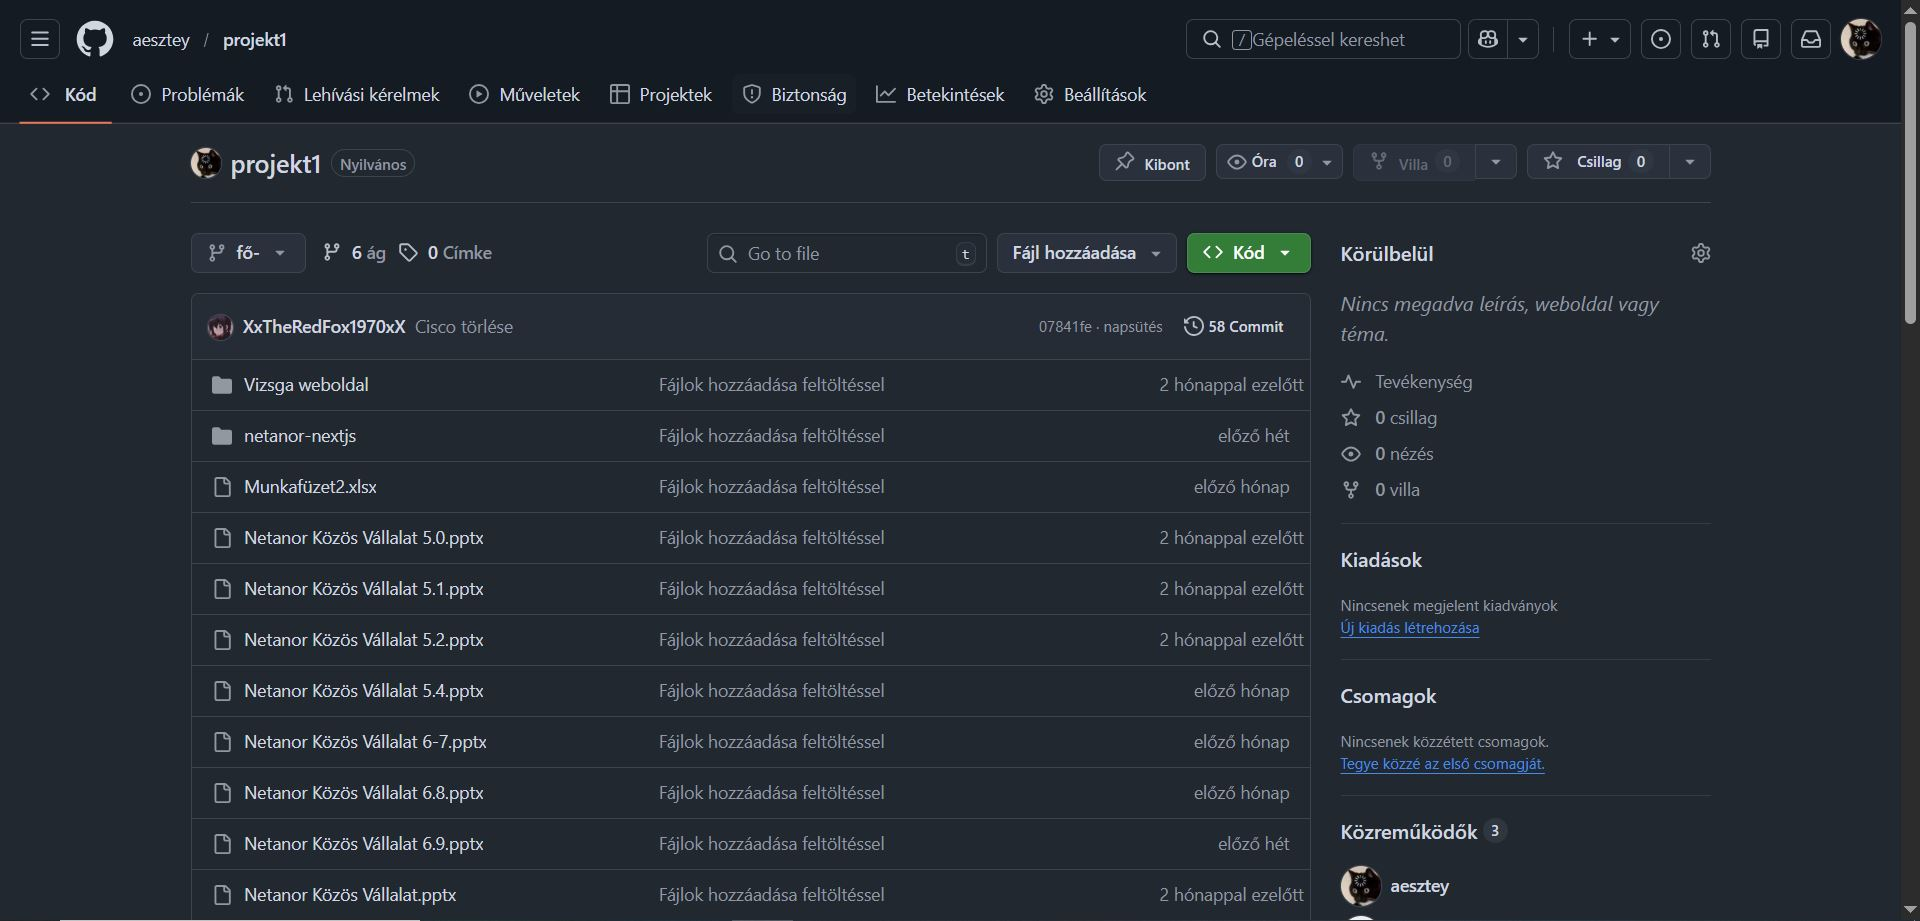 aesztey / projekt1
/ Gépeléssel kereshet
Kód
Problémák
Lehívási kérelmek
Műveletek
Projektek
Biztonság
Betekintések
Beállítások
projekt1 Nyilvános
Kibont
Óra 0
Villa 0
Csillag 0
fő-
6 ág
0 Címke
Go to file t
Fájl hozzáadása
Kód
XxTheRedFox1970xX Cisco törlése 07841fe · napsütés 58 Commit
Vizsga weboldal Fájlok hozzáadása feltöltéssel 2 hónappal ezelőtt
netanor-nextjs Fájlok hozzáadása feltöltéssel előző hét
Munkafüzet2.xlsx Fájlok hozzáadása feltöltéssel előző hónap
Netanor Közös Vállalat 5.0.pptx Fájlok hozzáadása feltöltéssel 2 hónappal ezelőtt
Netanor Közös Vállalat 5.1.pptx Fájlok hozzáadása feltöltéssel 2 hónappal ezelőtt
Netanor Közös Vállalat 5.2.pptx Fájlok hozzáadása feltöltéssel 2 hónappal ezelőtt
Netanor Közös Vállalat 5.4.pptx Fájlok hozzáadása feltöltéssel előző hónap
Netanor Közös Vállalat 6-7.pptx Fájlok hozzáadása feltöltéssel előző hónap
Netanor Közös Vállalat 6.8.pptx Fájlok hozzáadása feltöltéssel előző hónap
Netanor Közös Vállalat 6.9.pptx Fájlok hozzáadása feltöltéssel előző hét
Netanor Közös Vállalat.pptx Fájlok hozzáadása feltöltéssel 2 hónappal ezelőtt
Körülbelül
Nincs megadva leírás, weboldal vagy
téma.
Tevékenység
0 csillag
0 nézés
0 villa
Kiadások
Nincsenek megjelent kiadványok
Új kiadás létrehozása
Csomagok
Nincsenek közzétett csomagok.
Tegye közzé az első csomagját.
Közreműködők 3
aesztey